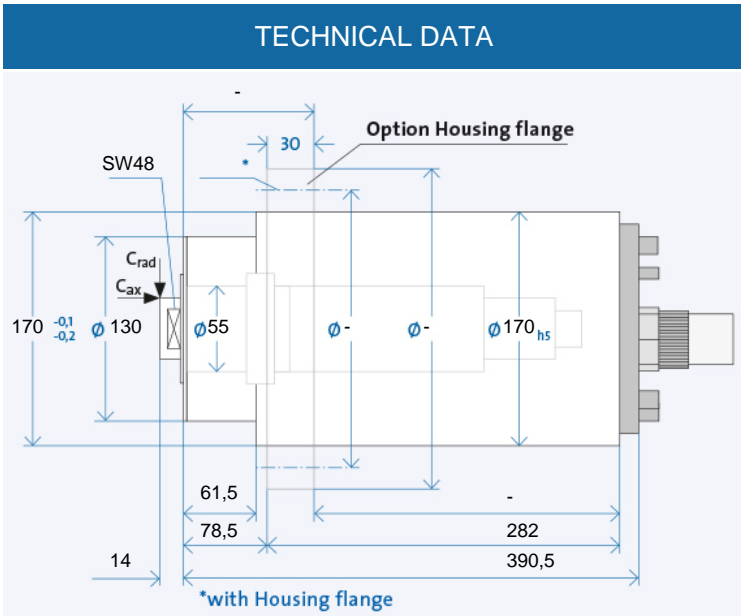 TECHNICAL DATA
-
30
Option Housing flange
SW48
*
Crad
Cax
170 -0,1 -0,2
Ø 130
Ø55
Ø-
Ø-
Ø170 h5
61,5
-
78,5
282
14
390,5
*with Housing flange